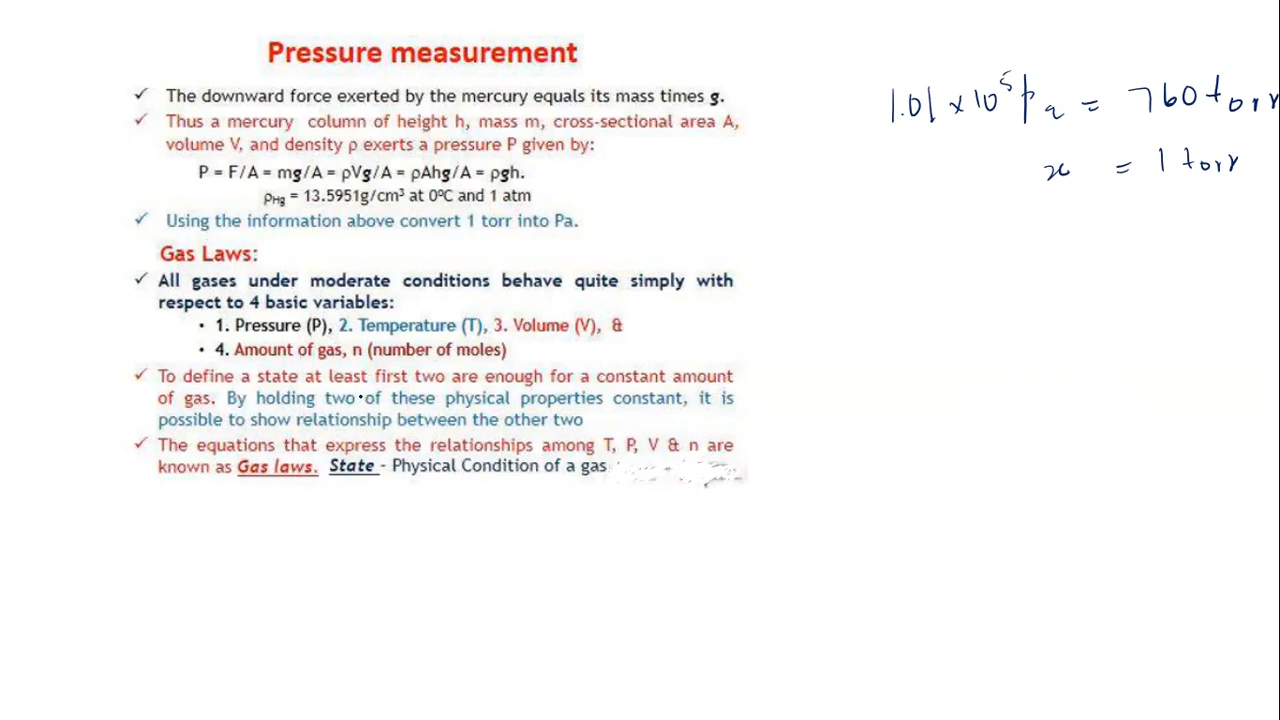 Pressure measurement
✓ The downward force exerted by the mercury equals its mass times g.
✓ Thus a mercury column of height h, mass m, cross-sectional area A,
volume V, and density ρ exerts a pressure P given by:
P = F/A = mg/A = ρVg/A = ρAhg/A = ρgh.
ρHg = 13.5951g/cm³ at 0⁰C and 1 atm
✓ Using the information above convert 1 torr into Pa.
Gas Laws:
✓ All gases under moderate conditions behave quite simply with
respect to 4 basic variables:
• 1. Pressure (P), 2. Temperature (T), 3. Volume (V), &
• 4. Amount of gas, n (number of moles)
✓ To define a state at least first two are enough for a constant amount
of gas. By holding two of these physical properties constant, it is
possible to show relationship between the other two
✓ The equations that express the relationships among T, P, V & n are
known as Gas laws. State - Physical Condition of a gas
1.01 × 10⁵ Pa = 760 torr
x = 1 torr